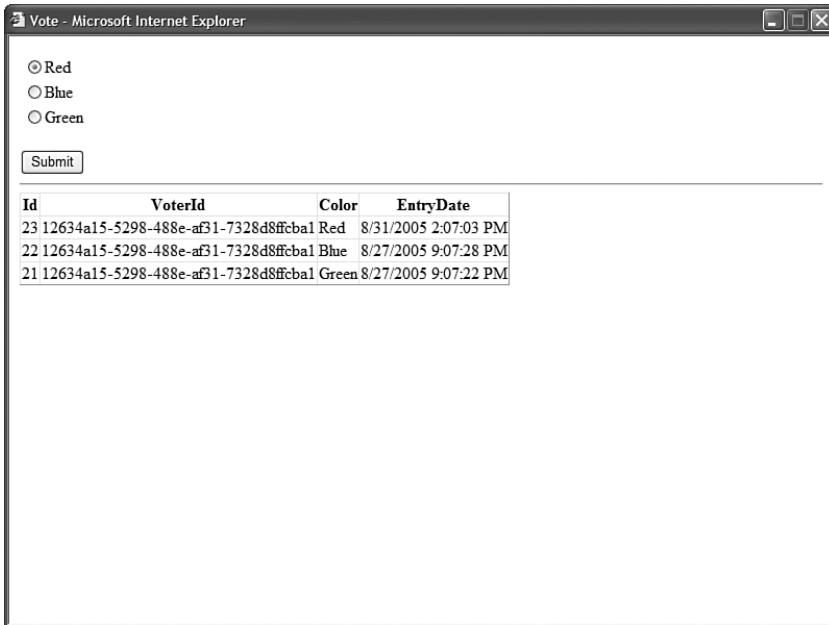 Vote - Microsoft Internet Explorer
Red
Blue
Green
Submit
Id VoterId Color EntryDate
23 12634a15-5298-488e-af31-7328d8ffcba1 Red 8/31/2005 2:07:03 PM
22 12634a15-5298-488e-af31-7328d8ffcba1 Blue 8/27/2005 9:07:28 PM
21 12634a15-5298-488e-af31-7328d8ffcba1 Green 8/27/2005 9:07:22 PM